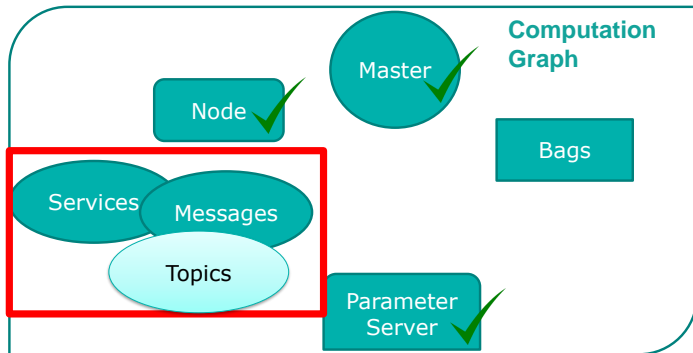 Computation
Graph
Master
Node
Bags
Services
Messages
Topics
Parameter
Server